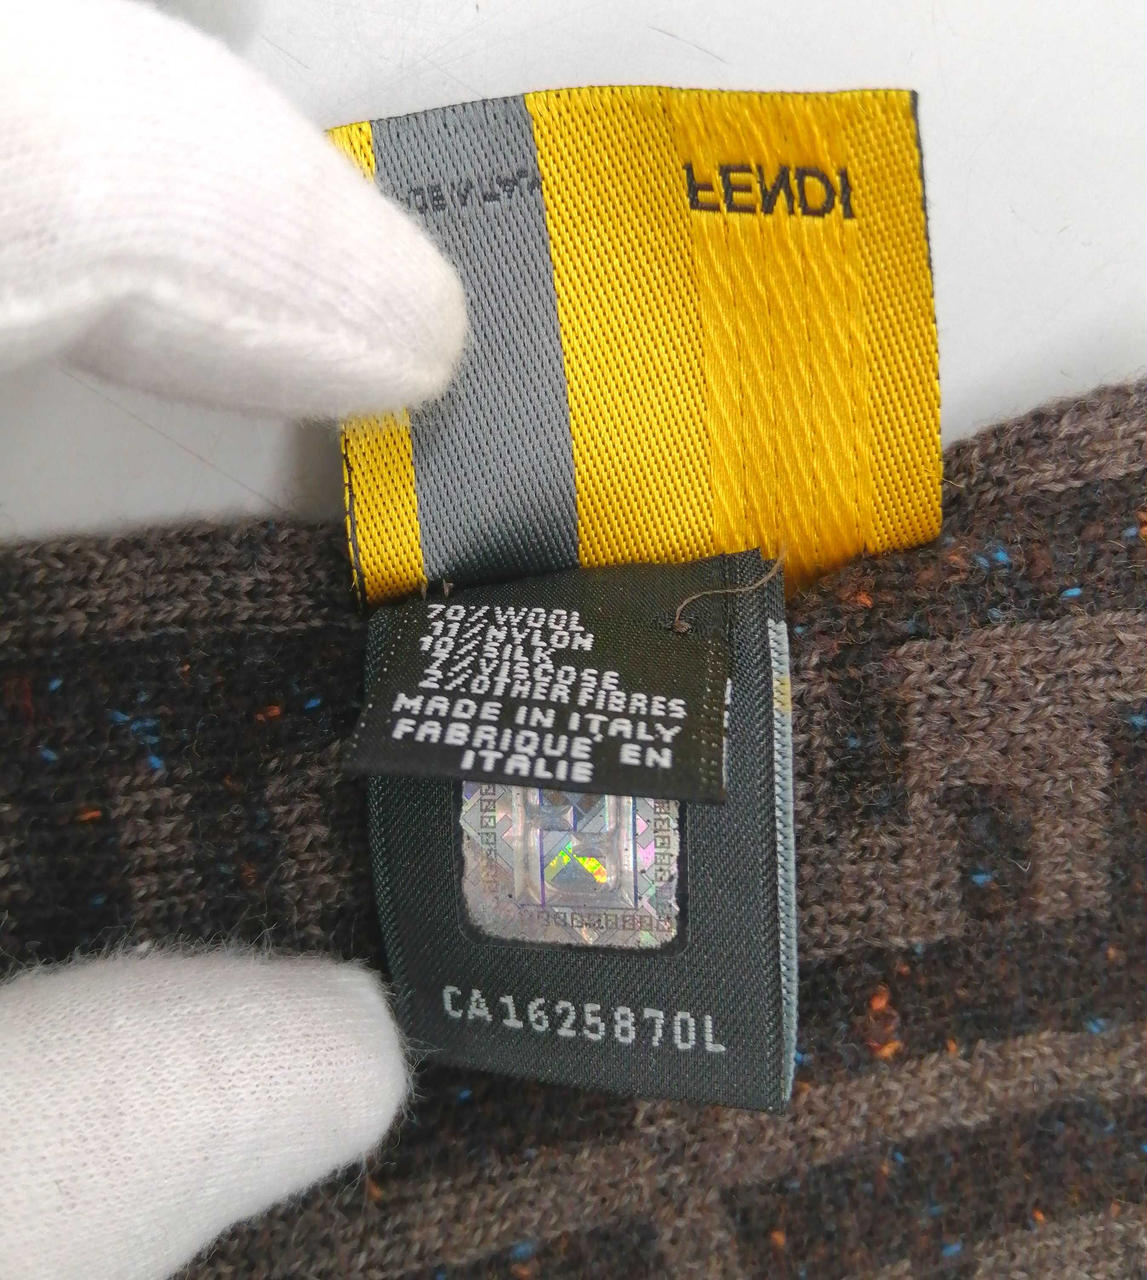 FENDI
70% WOOL
11% NYLON
10% SILK
7% VISCOSE
2% OTHER FIBRES
MADE IN ITALY
FABRIQUE EN
ITALIE
CA1625870L